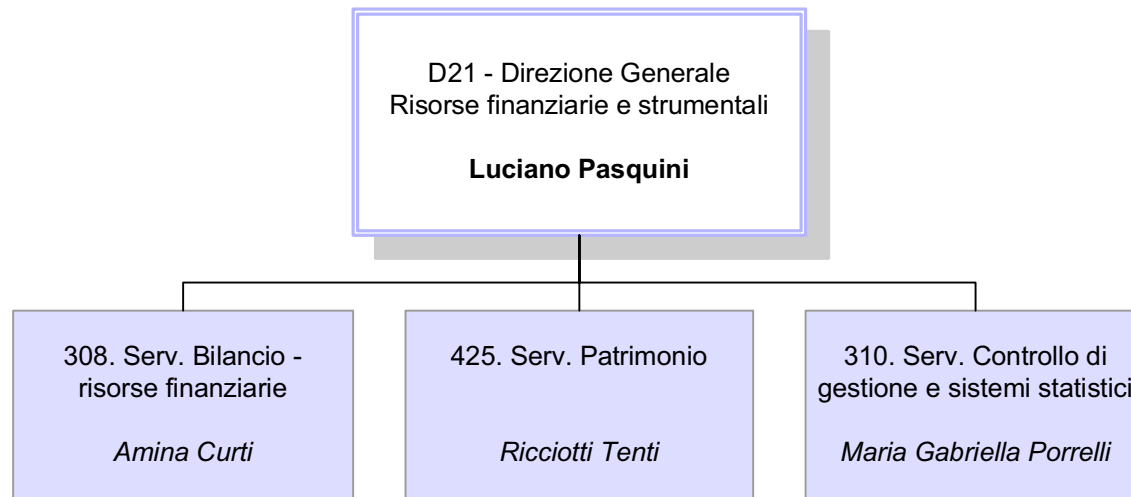 D21 - Direzione Generale
Risorse finanziarie e strumentali
Luciano Pasquini
308. Serv. Bilancio -
risorse finanziarie
Amina Curti
425. Serv. Patrimonio
Ricciotti Tenti
310. Serv. Controllo di
gestione e sistemi statistici
Maria Gabriella Porrelli